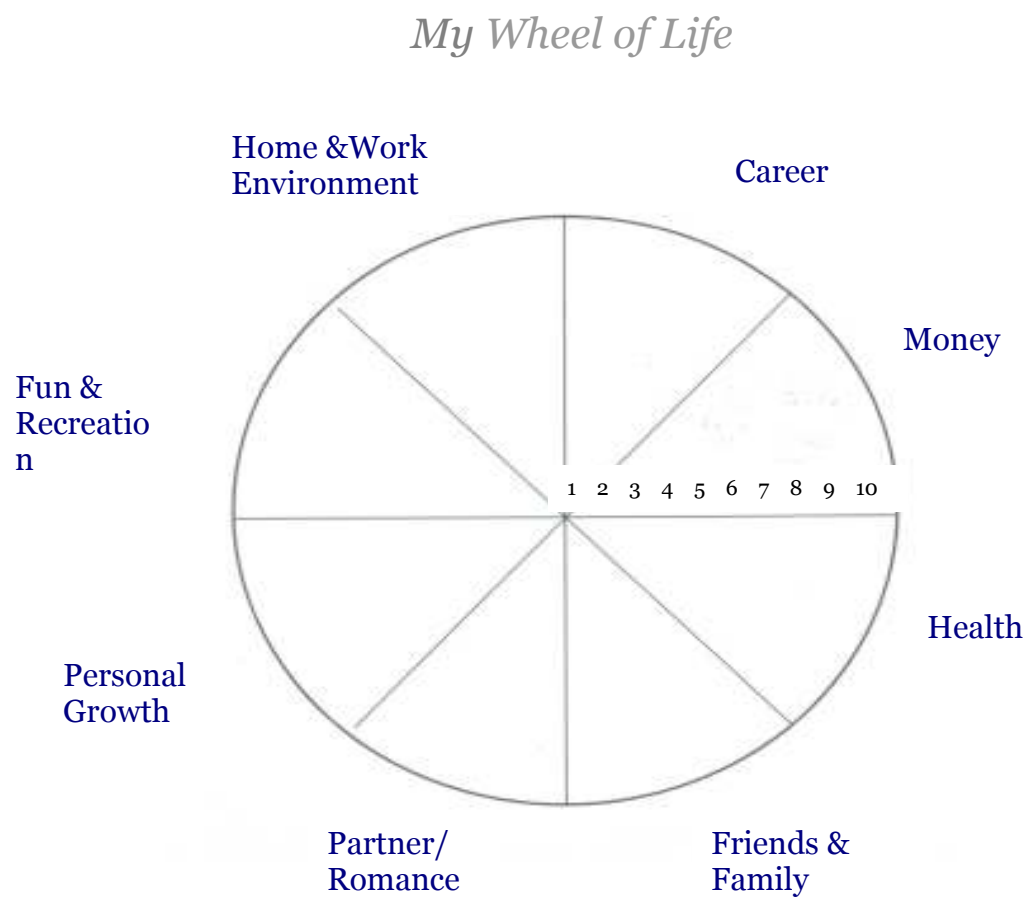 My Wheel of Life
Home &Work
Environment
Career
Money
Fun &
Recreatio
n
1 2 3 4 5 6 7 8 9 10
Health
Personal
Growth
Partner/
Romance
Friends &
Family